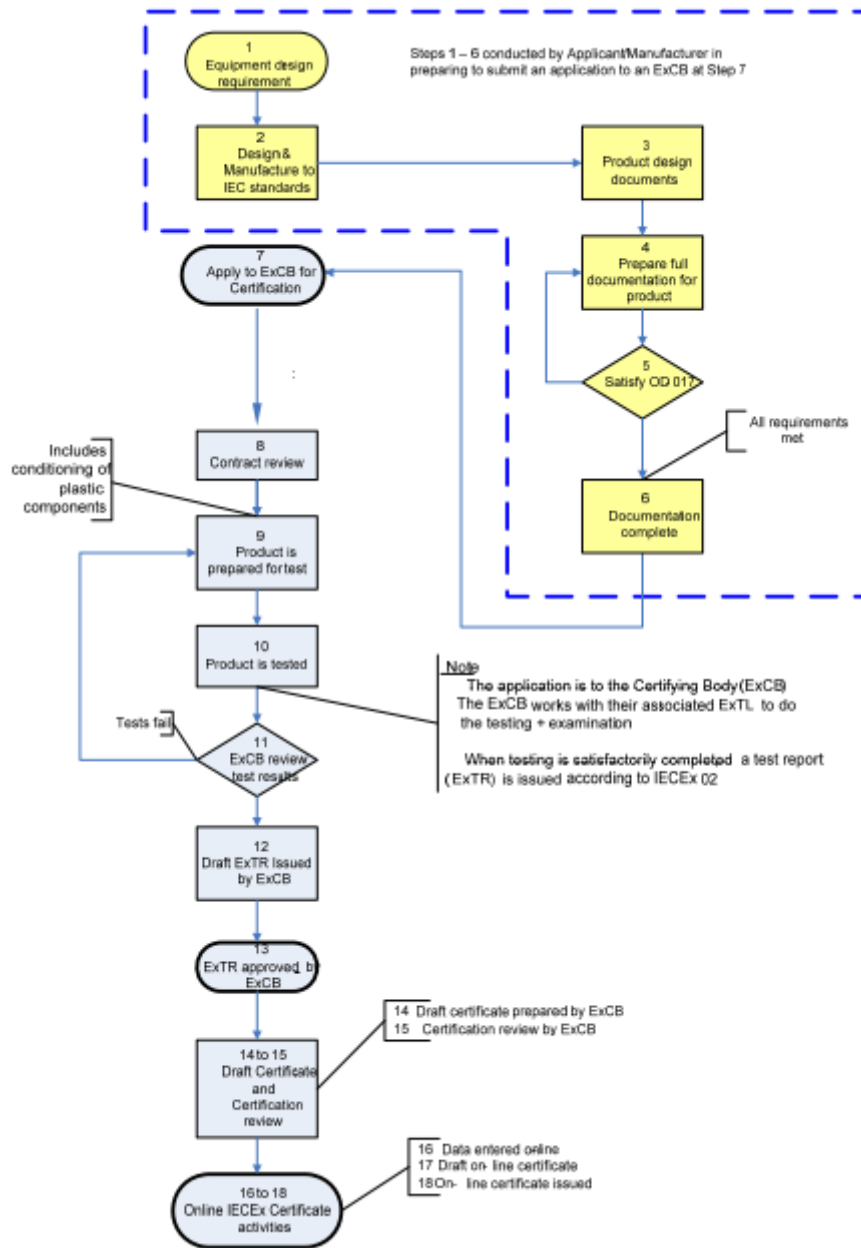 1
Equipment design
requirement
Steps 1 – 6 conducted by Applicant/Manufacturer in
preparing to submit an application to an ExCB at Step 7
2
Design &
Manufacture to
IEC standards
3
Product design
documents
4
Prepare full
documentation for
product
5
Satisfy OD 017
All requirements
met
6
Documentation
complete
7
Apply to ExCB for
Certification
:
8
Contract review
Includes
conditioning of
plastic
components
9
Product is
prepared for test
10
Product is tested
Note
The application is to the Certifying Body (ExCB)
The ExCB works with their associated ExTL to do
the testing + examination
When testing is satisfactorily completed a test report
(ExTR) is issued according to IECEx 02
Tests fail
11
ExCB review
test results
12
Draft ExTR Issued
by ExCB
13
ExTR approved by
ExCB
14 Draft certificate prepared by ExCB
15 Certification review by ExCB
14 to 15
Draft Certificate
and
Certification
review
16 Data entered online
17 Draft on- line certificate
18 On- line certificate issued
16 to 18
Online IECEx Certificate
activities